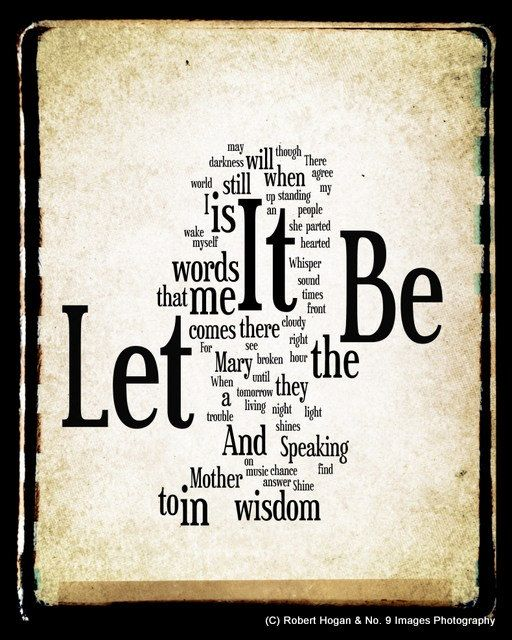 may
darkness will though There
world still when agree
up standing my
I is an people
It she parted
wake
myself hearted
words Whisper
Be
sound
that me times
front
comes there cloudy
Let
For see right
Mary broken hour the
When until they
a tomorrow
living night light
trouble
shines
And Speaking
on
Mother music chance find
answer Shine
to in wisdom
(C) Robert Hogan & No. 9 Images Photography